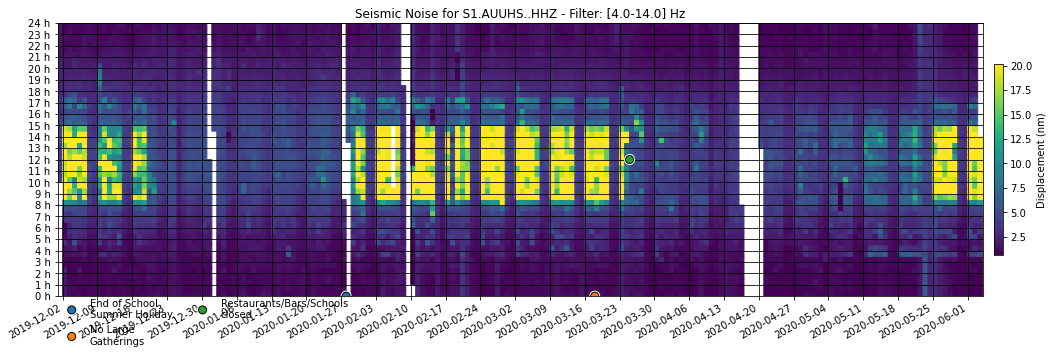 Seismic Noise for S1.AUUHS..HHZ - Filter: [4.0-14.0] Hz
24 h
23 h
22 h
21 h
20 h
19 h
18 h
17 h
16 h
15 h
14 h
13 h
12 h
11 h
10 h
9 h
8 h
7 h
6 h
5 h
4 h
3 h
2 h
1 h
0 h
20.0
17.5
15.0
12.5
10.0
7.5
5.0
2.5
Displacement (nm)
2019-12-02
2019-12-30
2020-01-13
2020-01-20
2020-01-27
2020-02-03
2020-02-10
2020-02-17
2020-02-24
2020-03-02
2020-03-09
2020-03-16
2020-03-23
2020-03-30
2020-04-06
2020-04-13
2020-04-20
2020-04-27
2020-05-04
2020-05-11
2020-05-18
2020-05-25
2020-06-01
End of School
Summer Holiday
No Large
Gatherings
Restaurants/Bars/Schools
closed